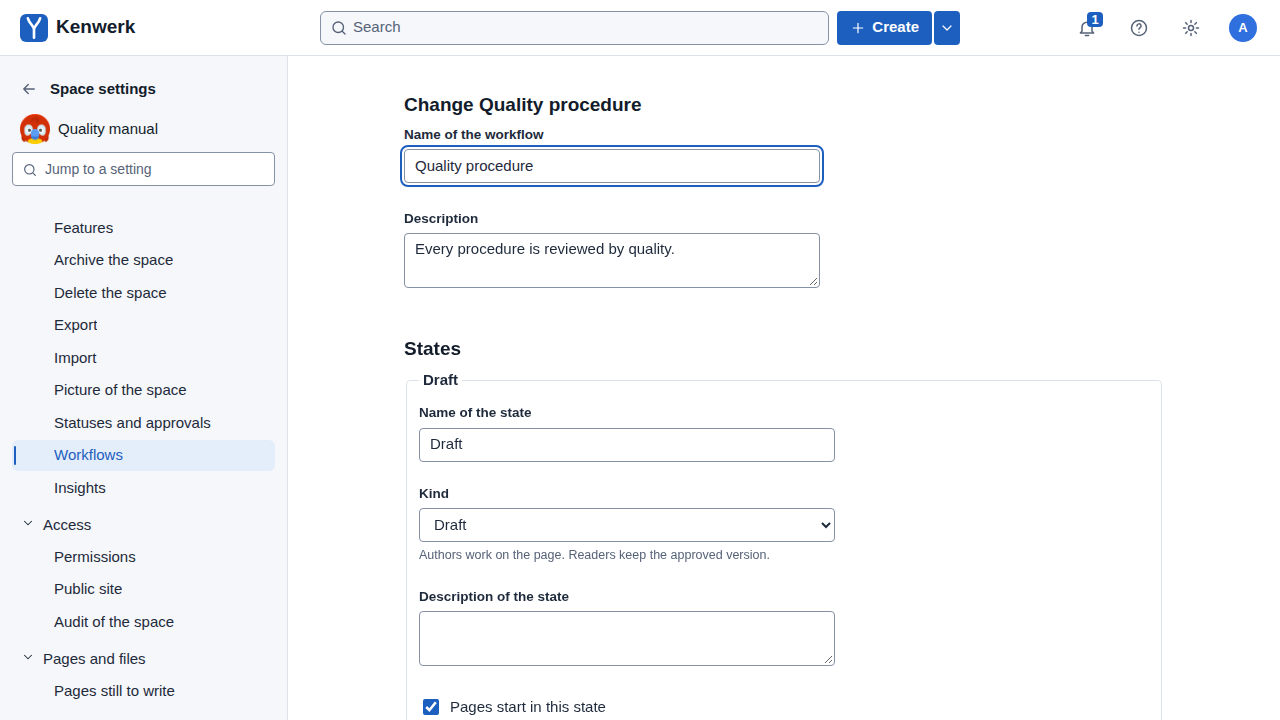 Kenwerk
Search
Create
1
A
Space settings
Quality manual
Jump to a setting
Features
Archive the space
Delete the space
Export
Import
Picture of the space
Statuses and approvals
Workflows
Insights
Access
Permissions
Public site
Audit of the space
Pages and files
Pages still to write
Change Quality procedure
Name of the workflow
Quality procedure
Description
Every procedure is reviewed by quality.
States
Draft
Name of the state
Draft
Kind
Draft
Authors work on the page. Readers keep the approved version.
Description of the state
Pages start in this state